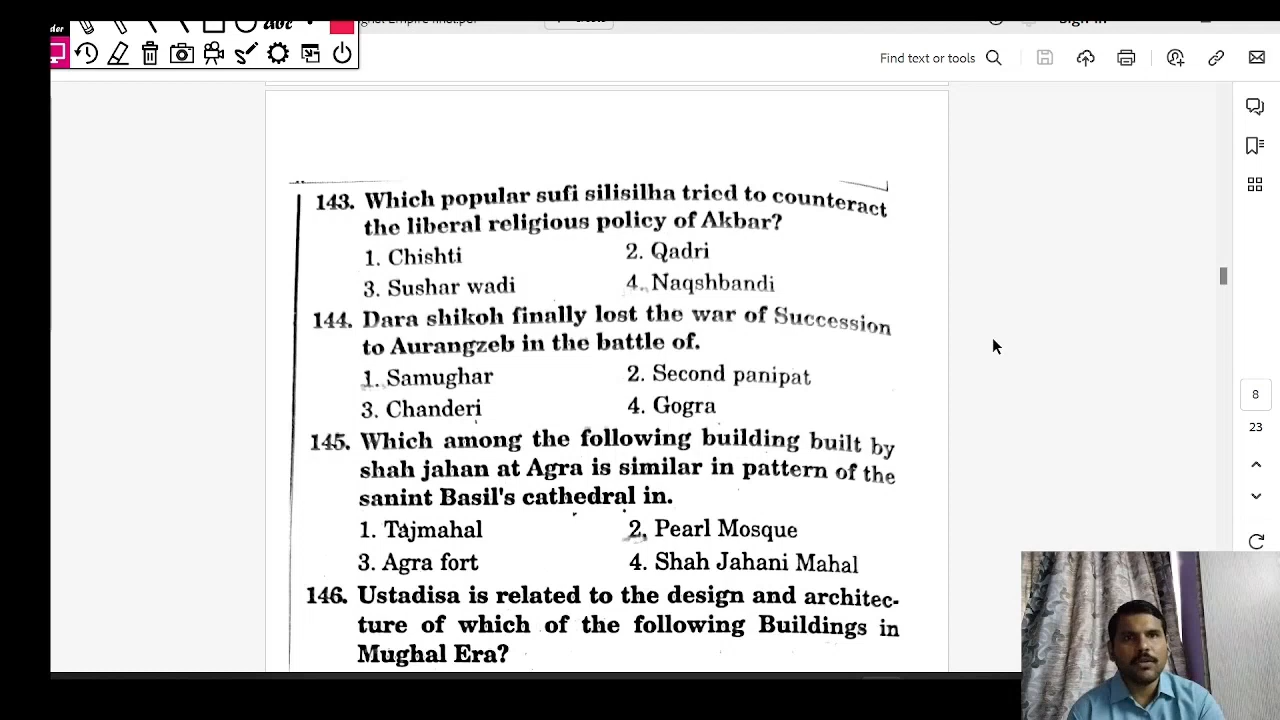 der
abc
Find text or tools
143. Which popular sufi silisilha tried to counteract
the liberal religious policy of Akbar?
1. Chishti 2. Qadri
3. Sushar wadi 4. Naqshbandi
144. Dara shikoh finally lost the war of Succession
to Aurangzeb in the battle of.
1. Samughar 2. Second panipat
3. Chanderi 4. Gogra
145. Which among the following building built by
shah jahan at Agra is similar in pattern of the
sanint Basil's cathedral in.
1. Tajmahal 2. Pearl Mosque
3. Agra fort 4. Shah Jahani Mahal
146. Ustadisa is related to the design and architec-
ture of which of the following Buildings in
Mughal Era?
8
23